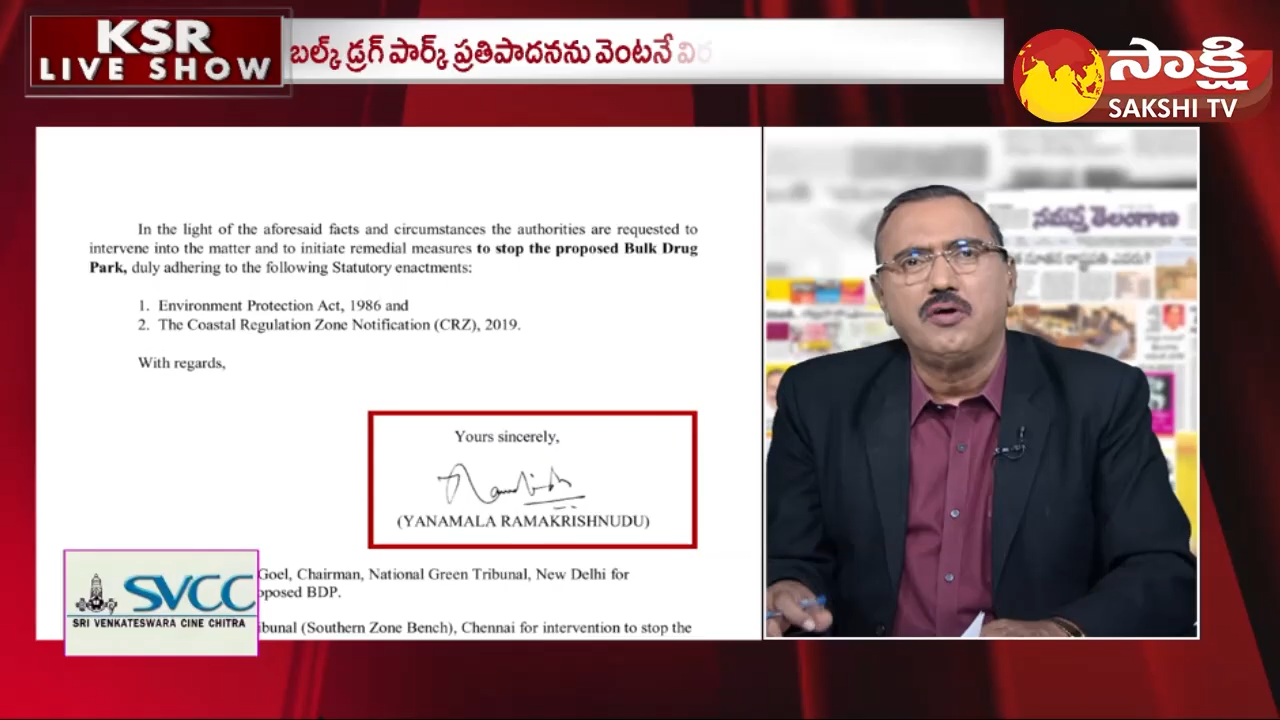 KSR
LIVE SHOW
బల్క్ డ్రగ్ పార్క్ ప్రతిపాదనను వెంటనే విర
సాక్షి
SAKSHI TV
In the light of the aforesaid facts and circumstances the authorities are requested to
intervene into the matter and to initiate remedial measures to stop the proposed Bulk Drug
Park, duly adhering to the following Statutory enactments:
1. Environment Protection Act, 1986 and
2. The Coastal Regulation Zone Notification (CRZ), 2019.
With regards,
Yours sincerely,
(YANAMALA RAMAKRISHNUDU)
Goel, Chairman, National Green Tribunal, New Delhi for
oposed BDP.
ibunal (Southern Zone Bench), Chennai for intervention to stop the
SVCC
SRI VENKATESWARA CINE CHITRA
నమస్తే తెలంగాణ